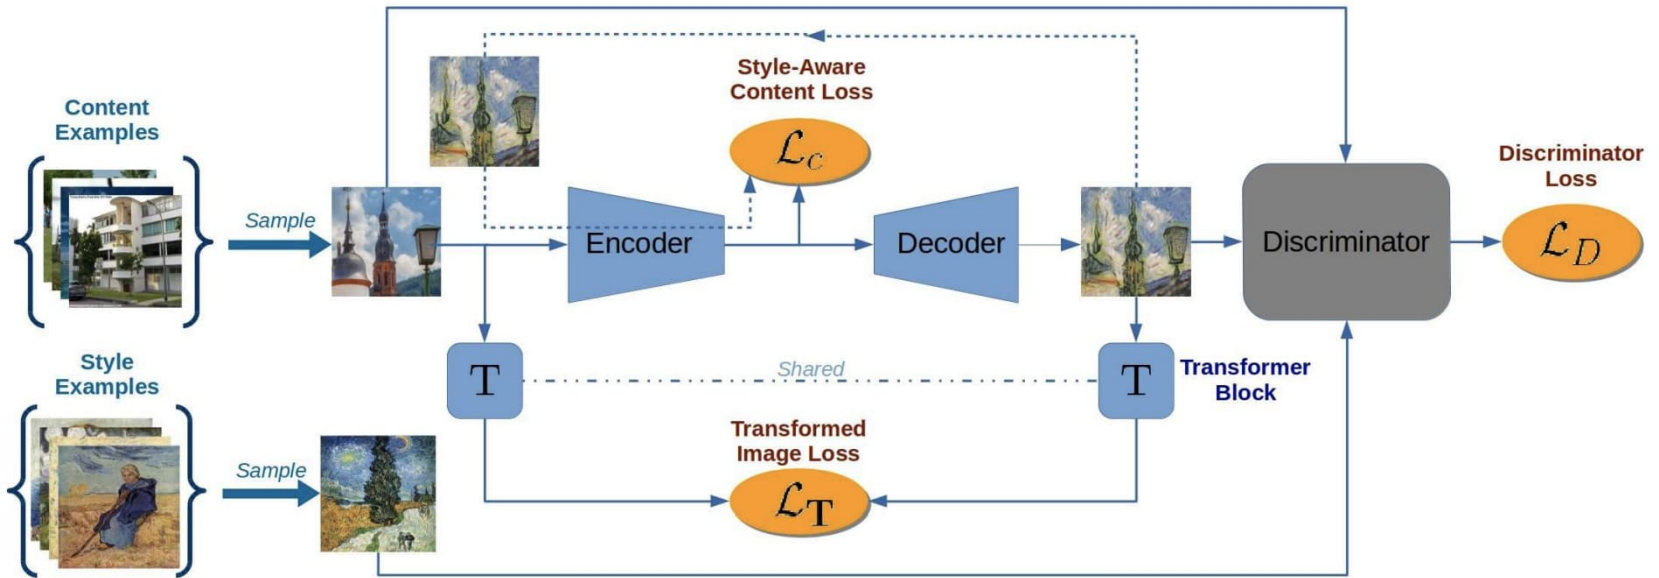 Content
Examples
Sample
Style
Examples
Sample
Style-Aware
Content Loss
ℒc
Encoder
Decoder
Discriminator
Discriminator
Loss
ℒD
T
Shared
T
Transformer
Block
Transformed
Image Loss
ℒT